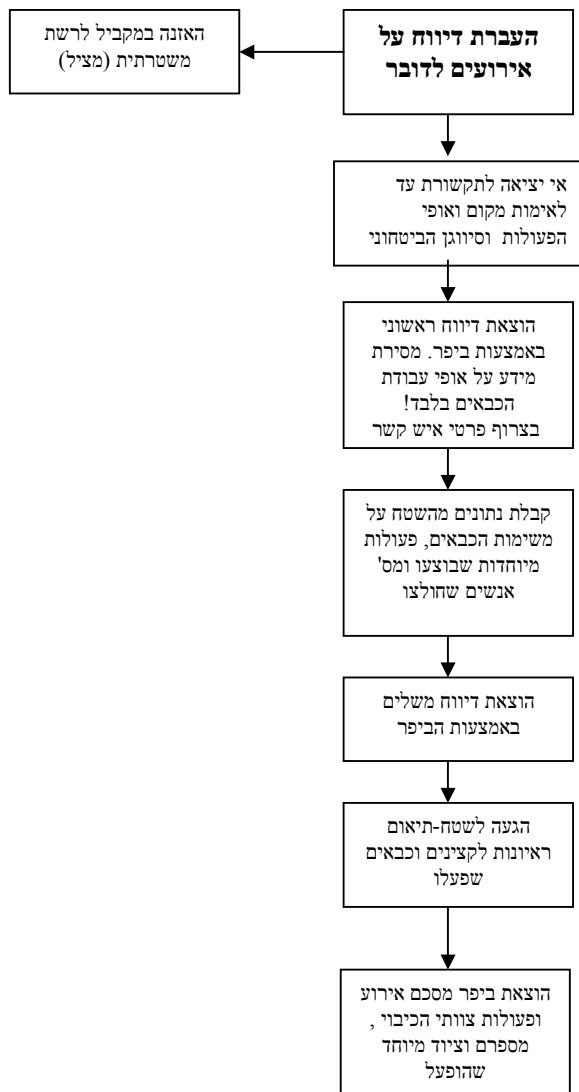 העברת דיווח על
אירועים לדובר
האזנה במקביל לרשת
משטרתית (מציל)
אי יציאה לתקשורת עד
לאימות מקום ואופי
הפעולות וסיווגן הביטחוני
הוצאת דיווח ראשוני
באמצעות ביפר. מסירת
מידע על אופי עבודת
הכבאים בלבד!
בצרוף פרטי איש קשר
קבלת נתונים מהשטח על
משימות הכבאים, פעולות
מיוחדות שבוצעו ומס'
אנשים שחולצו
הוצאת דיווח משלים
באמצעות הביפר
הגעה לשטח-תיאום
ראיונות לקצינים וכבאים
שפעלו
הוצאת ביפר מסכם אירוע
ופעולות צוותי הכיבוי ,
מספרם וציוד מיוחד
שהופעל